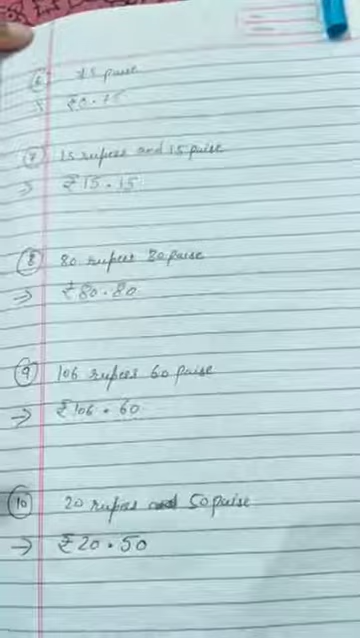 6 75 paise
⇒ ₹0.75
7 15 rupees and 15 paise
⇒ ₹15.15
8 80 rupees 80 paise
⇒ ₹80.80
9 106 rupees 60 paise
⇒ ₹106.60
10 20 rupees and 50 paise
⇒ ₹20.50